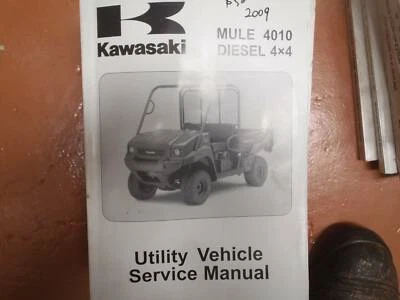 2009
Kawasaki
MULE 4010
DIESEL 4×4
Utility Vehicle
Service Manual